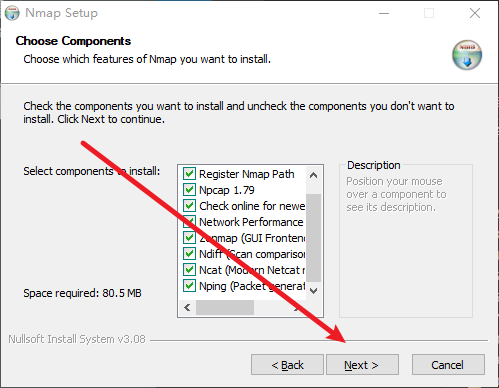 Nmap Setup
Choose Components
Choose which features of Nmap you want to install.
Check the components you want to install and uncheck the components you don't want to
install. Click Next to continue.
Select components to install:
Register Nmap Path
Npcap 1.79
Check online for newe
Network Performance
Zenmap (GUI Frontend
Ndiff (Scan comparison
Ncat (Modern Netcat r
Nping (Packet generat
Description
Position your mouse
over a component to
see its description.
Space required: 80.5 MB
Nullsoft Install System v3.08
< Back
Next >
Cancel